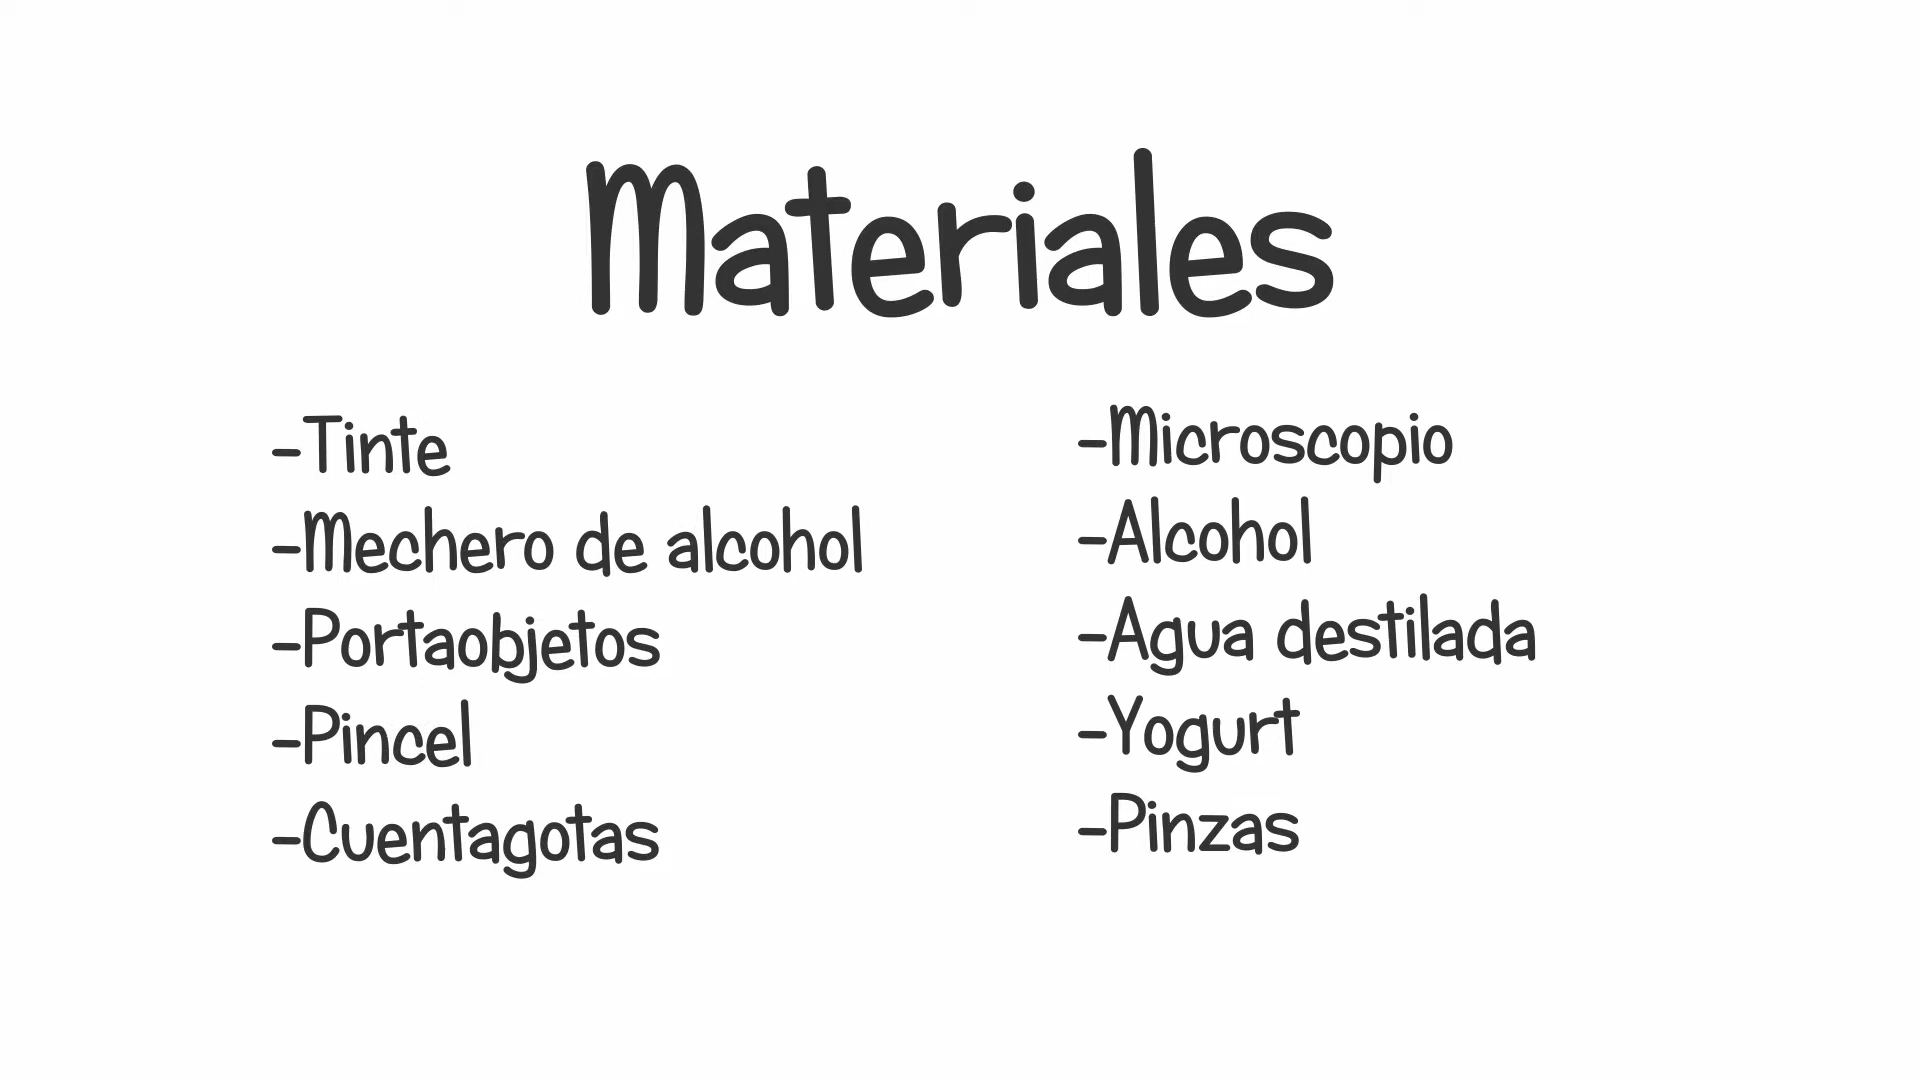 Materiales
-Tinte
-Mechero de alcohol
-Portaobjetos
-Pincel
-Cuentagotas
-Microscopio
-Alcohol
-Agua destilada
-Yogurt
-Pinzas